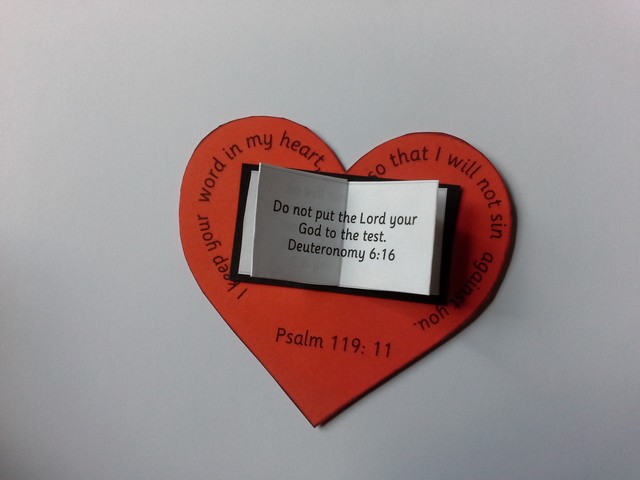 I keep your word in my heart,
so that I will not sin against you.
Do not put the Lord your
God to the test.
Deuteronomy 6:16
Psalm 119: 11